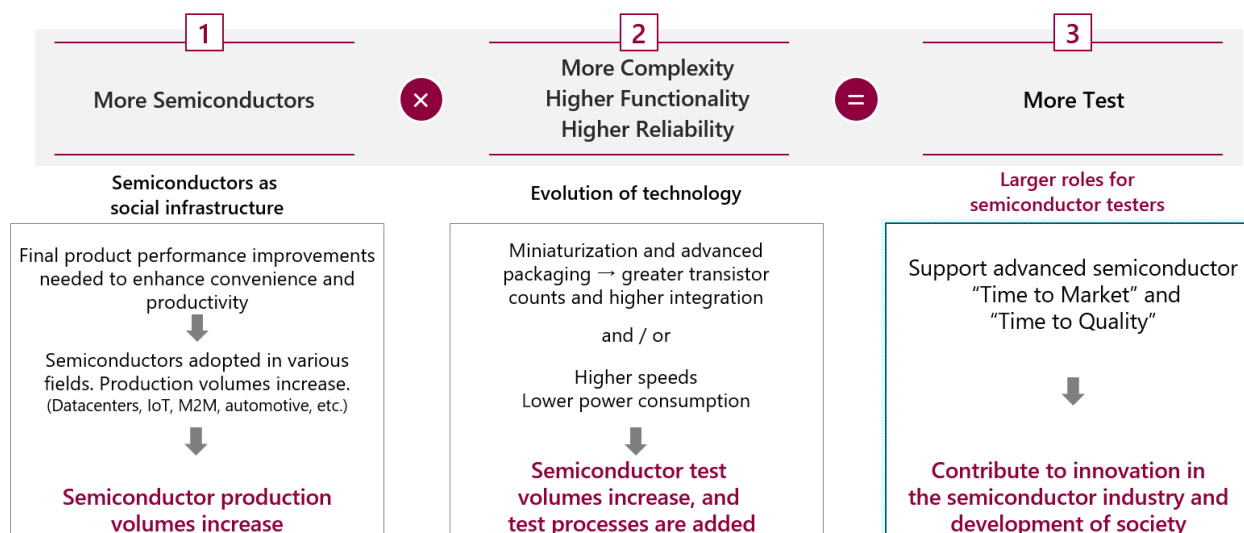 1
More Semiconductors
×
2
More Complexity
Higher Functionality
Higher Reliability
=
3
More Test
Semiconductors as
social infrastructure
Final product performance improvements
needed to enhance convenience and
productivity
Semiconductors adopted in various
fields. Production volumes increase.
(Datacenters, IoT, M2M, automotive, etc.)
Semiconductor production
volumes increase
Evolution of technology
Miniaturization and advanced
packaging → greater transistor
counts and higher integration
and / or
Higher speeds
Lower power consumption
Semiconductor test
volumes increase, and
test processes are added
Larger roles for
semiconductor testers
Support advanced semiconductor
“Time to Market” and
“Time to Quality”
Contribute to innovation in
the semiconductor industry and
development of society